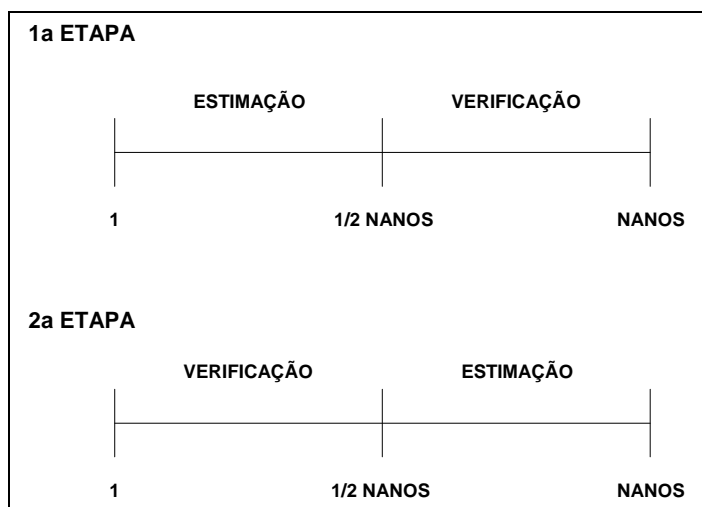 1a ETAPA
ESTIMAÇÃO VERIFICAÇÃO
1 1/2 NANOS NANOS
2a ETAPA
VERIFICAÇÃO ESTIMAÇÃO
1 1/2 NANOS NANOS